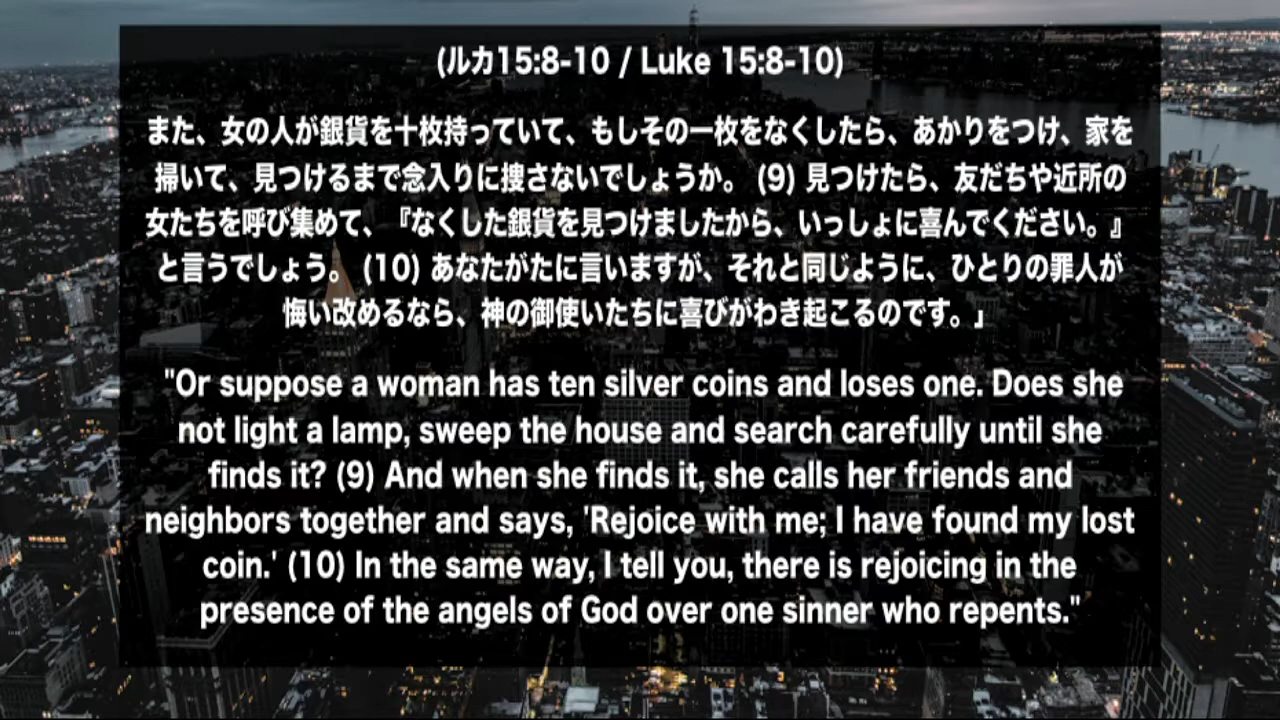 (ルカ15:8-10 / Luke 15:8-10)
また、女の人が銀貨を十枚持っていて、もしその一枚をなくしたら、あかりをつけ、家を
掃いて、見つけるまで念入りに捜さないでしょうか。 (9) 見つけたら、友だちや近所の
女たちを呼び集めて、『なくした銀貨を見つけましたから、いっしょに喜んでください。』
と言うでしょう。 (10) あなたがたに言いますが、それと同じように、ひとりの罪人が
悔い改めるなら、神の御使いたちに喜びがわき起こるのです。」
"Or suppose a woman has ten silver coins and loses one. Does she
not light a lamp, sweep the house and search carefully until she
finds it? (9) And when she finds it, she calls her friends and
neighbors together and says, 'Rejoice with me; I have found my lost
coin.' (10) In the same way, I tell you, there is rejoicing in the
presence of the angels of God over one sinner who repents."